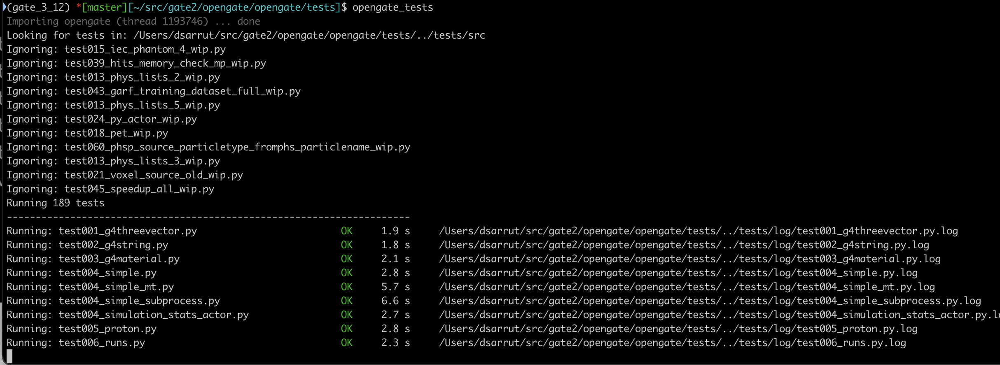 (gate_3_12) *[master][~/src/gate2/opengate/opengate/tests]$ opengate_tests
Importing opengate (thread 1193746) ... done
Looking for tests in: /Users/dsarrut/src/gate2/opengate/opengate/tests/../tests/src
Ignoring: test015_iec_phantom_4_wip.py
Ignoring: test039_hits_memory_check_mp_wip.py
Ignoring: test013_phys_lists_2_wip.py
Ignoring: test043_garf_training_dataset_full_wip.py
Ignoring: test013_phys_lists_5_wip.py
Ignoring: test024_py_actor_wip.py
Ignoring: test018_pet_wip.py
Ignoring: test060_phsp_source_particletype_fromphs_particlename_wip.py
Ignoring: test013_phys_lists_3_wip.py
Ignoring: test021_voxel_source_old_wip.py
Ignoring: test045_speedup_all_wip.py
Running 189 tests
----------------------------------------------------------------------
Running: test001_g4threevector.py OK 1.9 s /Users/dsarrut/src/gate2/opengate/opengate/tests/../tests/log/test001_g4threevector.py.log
Running: test002_g4string.py OK 1.8 s /Users/dsarrut/src/gate2/opengate/opengate/tests/../tests/log/test002_g4string.py.log
Running: test003_g4material.py OK 2.1 s /Users/dsarrut/src/gate2/opengate/opengate/tests/../tests/log/test003_g4material.py.log
Running: test004_simple.py OK 2.8 s /Users/dsarrut/src/gate2/opengate/opengate/tests/../tests/log/test004_simple.py.log
Running: test004_simple_mt.py OK 5.7 s /Users/dsarrut/src/gate2/opengate/opengate/tests/../tests/log/test004_simple_mt.py.log
Running: test004_simple_subprocess.py OK 6.6 s /Users/dsarrut/src/gate2/opengate/opengate/tests/../tests/log/test004_simple_subprocess.py.log
Running: test004_simulation_stats_actor.py OK 2.7 s /Users/dsarrut/src/gate2/opengate/opengate/tests/../tests/log/test004_simulation_stats_actor.py.l
Running: test005_proton.py OK 2.8 s /Users/dsarrut/src/gate2/opengate/opengate/tests/../tests/log/test005_proton.py.log
Running: test006_runs.py OK 2.3 s /Users/dsarrut/src/gate2/opengate/opengate/tests/../tests/log/test006_runs.py.log